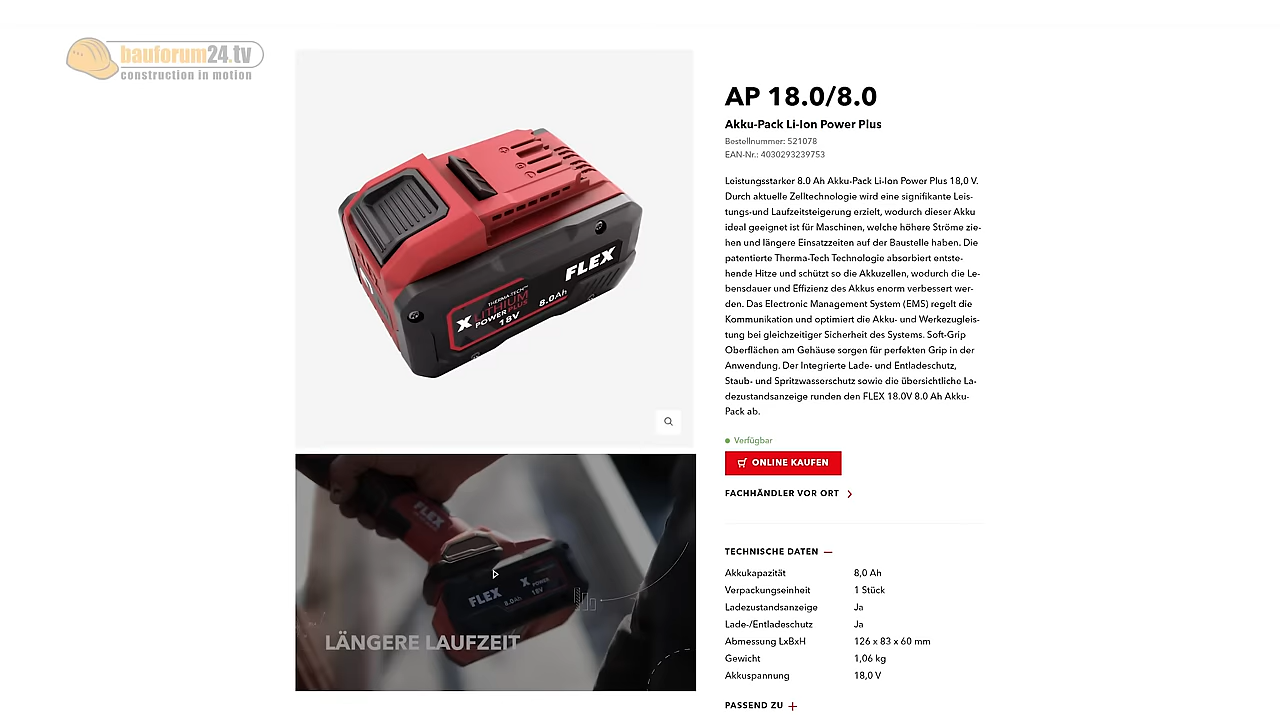 bauforum24.tv
construction in motion
AP 18.0/8.0
Akku-Pack Li-Ion Power Plus
Bestellnummer: 521078
EAN-Nr.: 4030293239753
Leistungsstarker 8.0 Ah Akku-Pack Li-Ion Power Plus 18,0 V.
Durch aktuelle Zelltechnologie wird eine signifikante Leis-
tungs-und Laufzeitsteigerung erzielt, wodurch dieser Akku
ideal geeignet ist für Maschinen, welche höhere Ströme zie-
hen und längere Einsatzzeiten auf der Baustelle haben. Die
patentierte Therma-Tech Technologie absorbiert entste-
hende Hitze und schützt so die Akkuzellen, wodurch die Le-
bensdauer und Effizienz des Akkus enorm verbessert wer-
den. Das Electronic Management System (EMS) regelt die
Kommunikation und optimiert die Akku- und Werkezugleis-
tung bei gleichzeitiger Sicherheit des Systems. Soft-Grip
Oberflächen am Gehäuse sorgen für perfekten Grip in der
Anwendung. Der Integrierte Lade- und Entladeschutz,
Staub- und Spritzwasserschutz sowie die übersichtliche La-
dezustandsanzeige runden den FLEX 18.0V 8.0 Ah Akku-
Pack ab.
Verfügbar
ONLINE KAUFEN
FACHHÄNDLER VOR ORT
TECHNISCHE DATEN
Akkukapazität 8,0 Ah
Verpackungseinheit 1 Stück
Ladezustandsanzeige Ja
Lade-/Entladeschutz Ja
Abmessung LxBxH 126 x 83 x 60 mm
Gewicht 1,06 kg
Akkuspannung 18,0 V
PASSEND ZU
FLEX
THERMA-TECH™
X LITHIUM
POWER PLUS
18V
8.0Ah
FLEX
FLEX X POWER
8.0Ah 18V
LÄNGERE LAUFZEIT